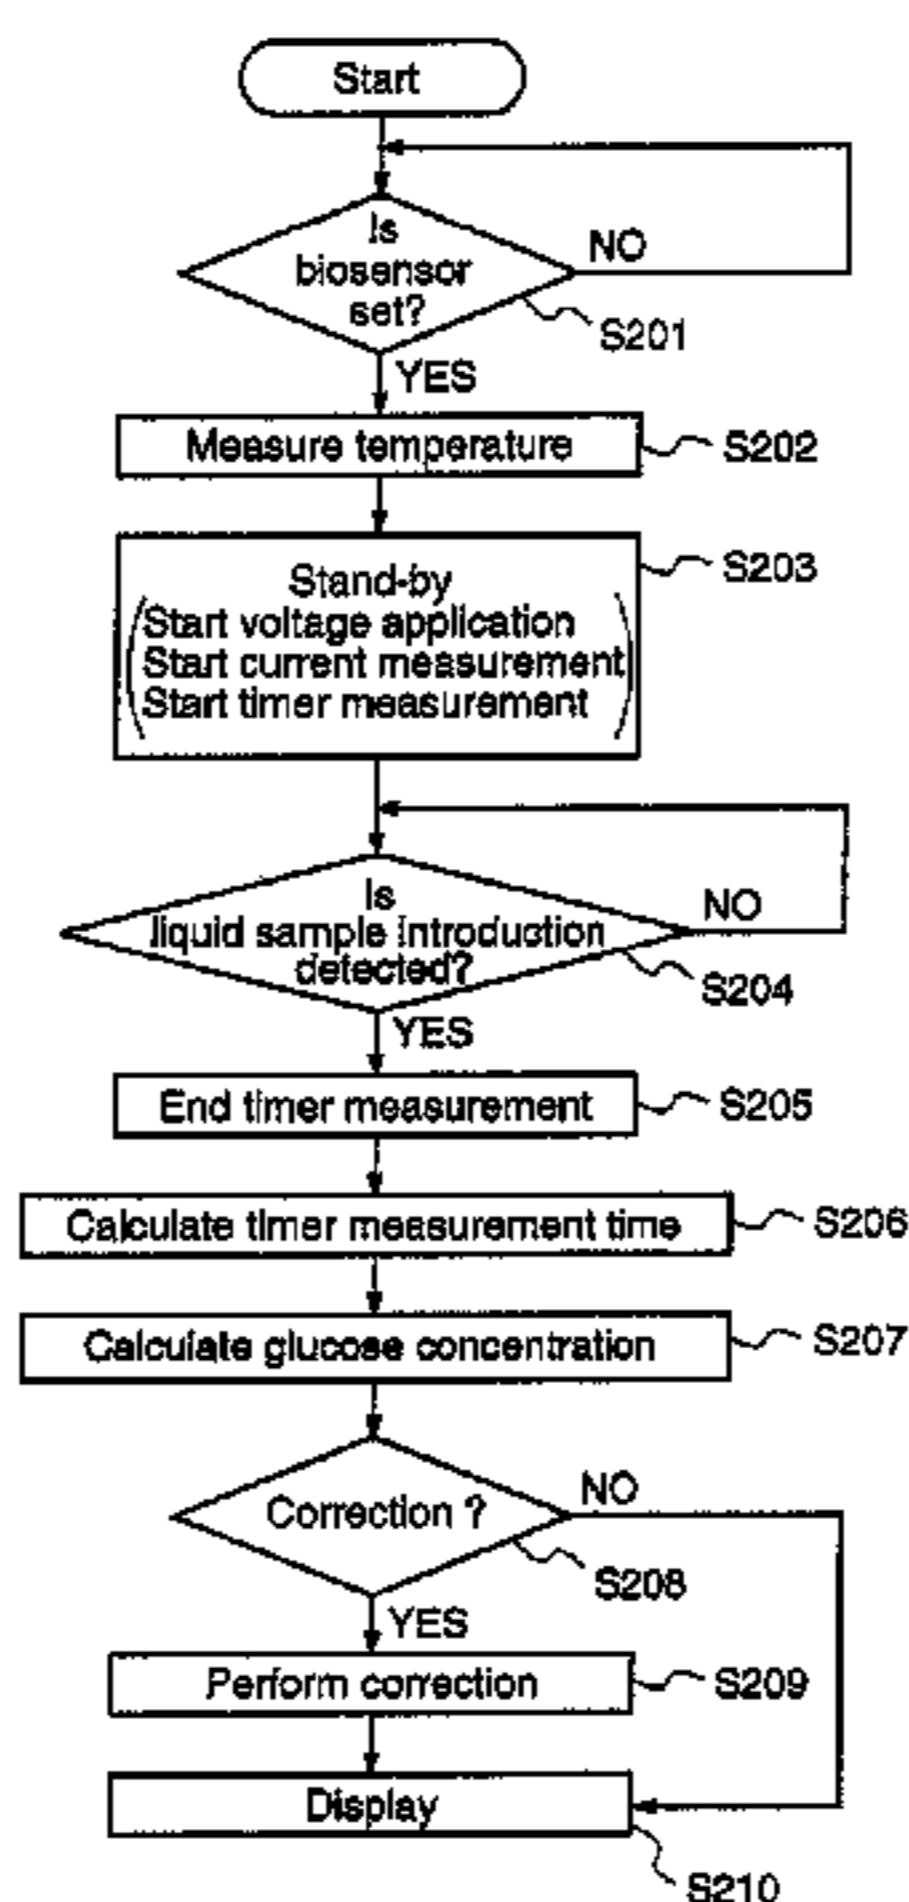 Start
Is
biosensor
set?
NO
S201
YES
Measure temperature
S202
Stand-by
S203
(Start voltage application
Start current measurement
Start timer measurement)
Is
liquid sample introduction
detected?
NO
S204
YES
End timer measurement
S205
Calculate timer measurement time
S206
Calculate glucose concentration
S207
Correction ?
NO
S208
YES
Perform correction
S209
Display
S210